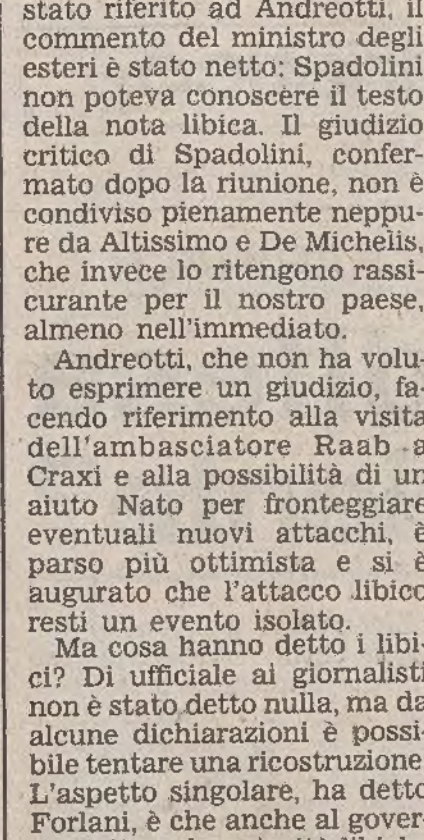 stato riferito ad Andreotti, il
commento del ministro degli
esteri è stato netto: Spadolini
non poteva conoscere il testo
della nota libica. Il giudizio
critico di Spadolini, confer-
mato dopo la riunione, non è
condiviso pienamente neppu-
re da Altissimo e De Michelis,
che invece lo ritengono rassi-
curante per il nostro paese,
almeno nell'immediato.
Andreotti, che non ha volu-
to esprimere un giudizio, fa-
cendo riferimento alla visita
dell'ambasciatore Raab a
Craxi e alla possibilità di un
aiuto Nato per fronteggiare
eventuali nuovi attacchi, è
parso più ottimista e si è
augurato che l'attacco libico
resti un evento isolato.
Ma cosa hanno detto i libi-
ci? Di ufficiale ai giornalisti
non è stato detto nulla, ma da
alcune dichiarazioni è possi-
bile tentare una ricostruzione
L'aspetto singolare, ha detto
Forlani, è che anche al gover-